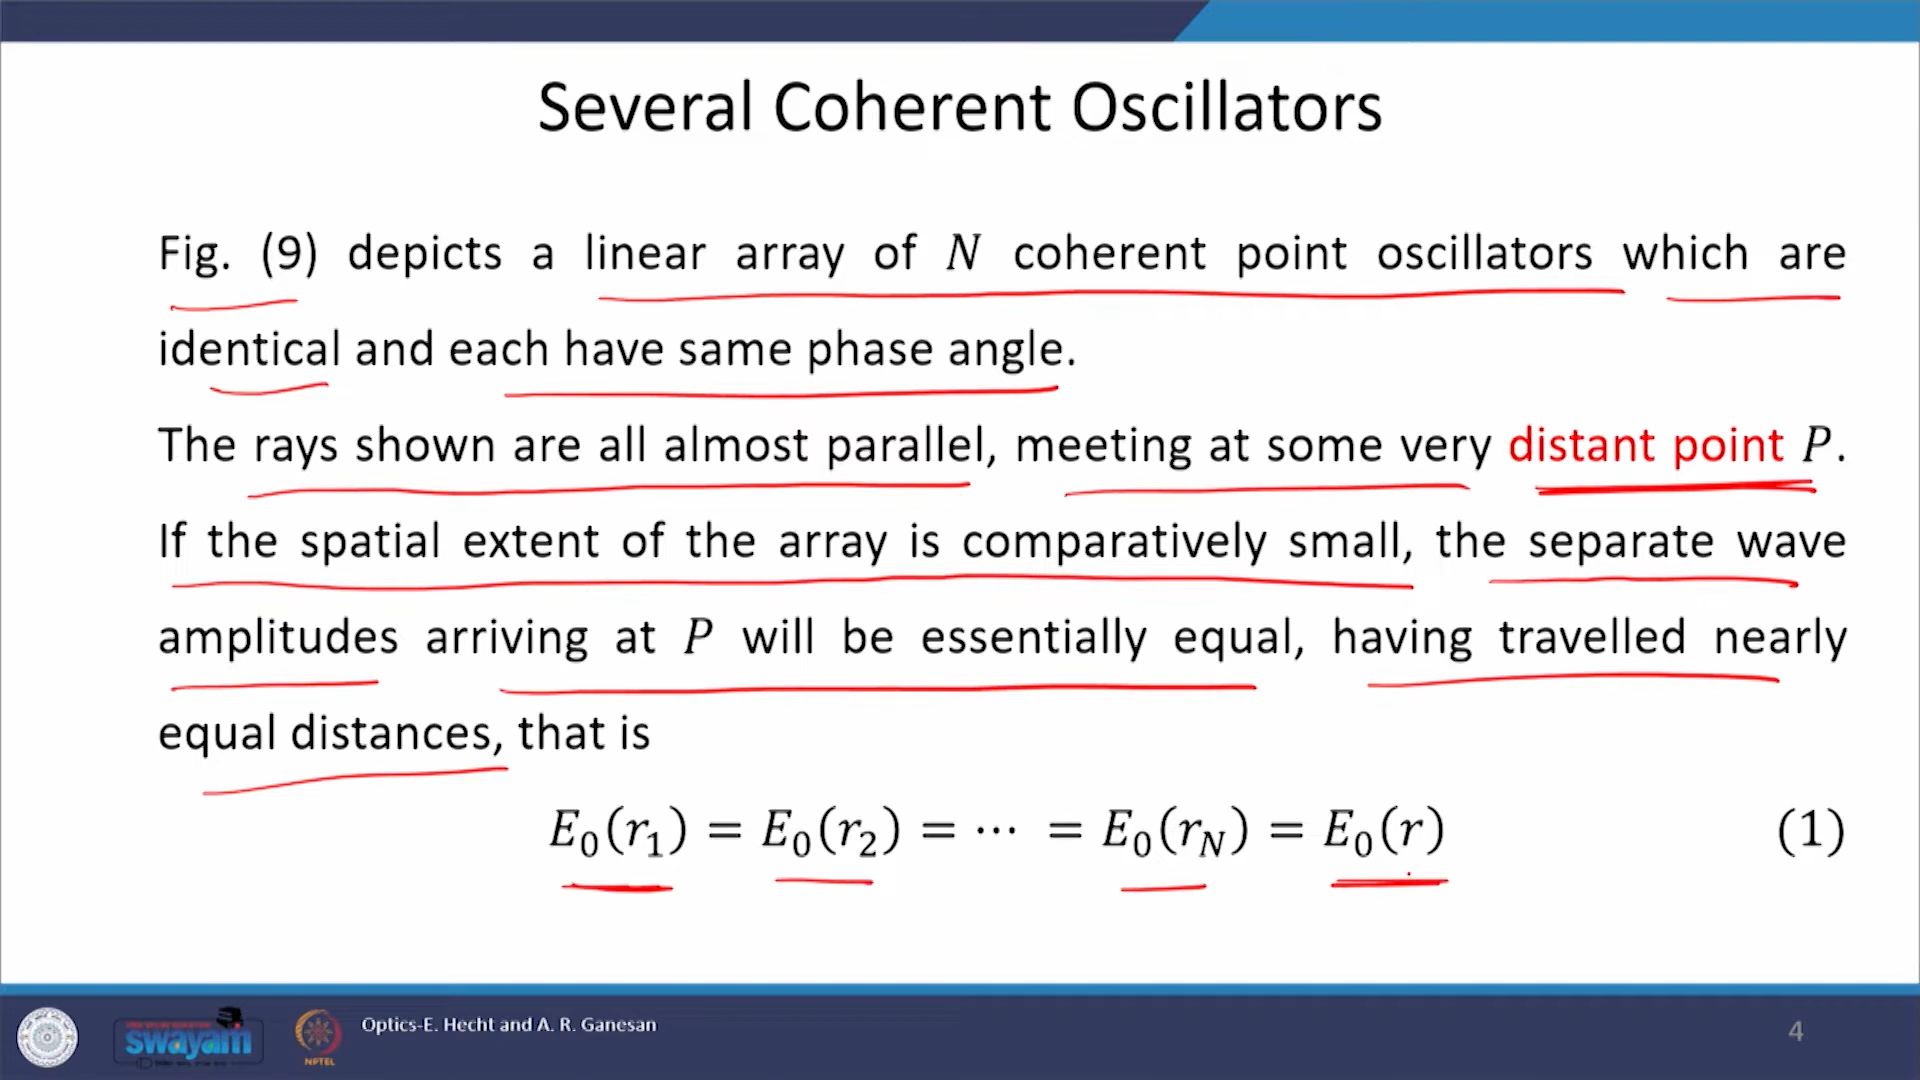 Several Coherent Oscillators
Fig. (9) depicts a linear array of N coherent point oscillators which are
identical and each have same phase angle.
The rays shown are all almost parallel, meeting at some very distant point P.
If the spatial extent of the array is comparatively small, the separate wave
amplitudes arriving at P will be essentially equal, having travelled nearly
equal distances, that is
E₀(r₁) = E₀(r₂) = ⋯ = E₀(r_N) = E₀(r) (1)
swayam
NPTEL
Optics-E. Hecht and A. R. Ganesan
4